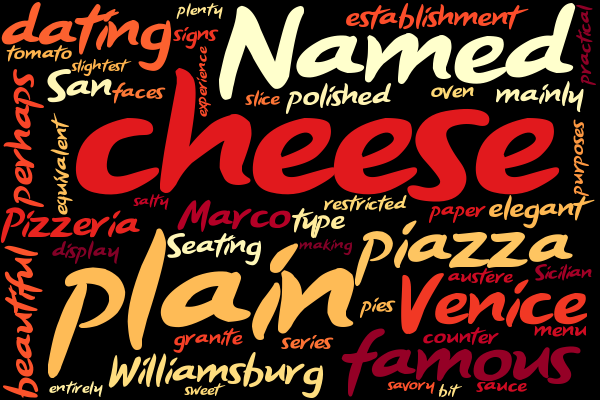 dating
plenty
establishment
Named
practical
tomato
signs
slightest
experience
San
faces
slice
polished
oven
mainly
perhaps
equivalent
cheese
purposes
salty
restricted
Pizzeria
Marco
type
paper
elegant
display
Seating
making
piazza
beautiful
plain
austere
Sicilian
pies
Venice
granite
series
counter
menu
famous
Williamsburg
entirely
sweet
savory
bit
sauce